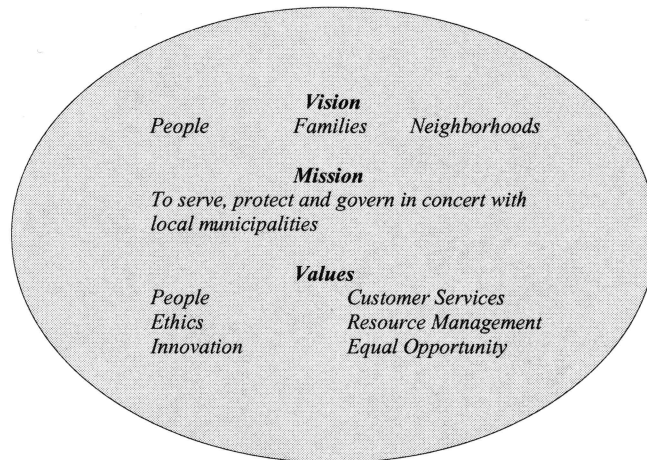 Vision
People Families Neighborhoods
Mission
To serve, protect and govern in concert with
local municipalities
Values
People Customer Services
Ethics Resource Management
Innovation Equal Opportunity